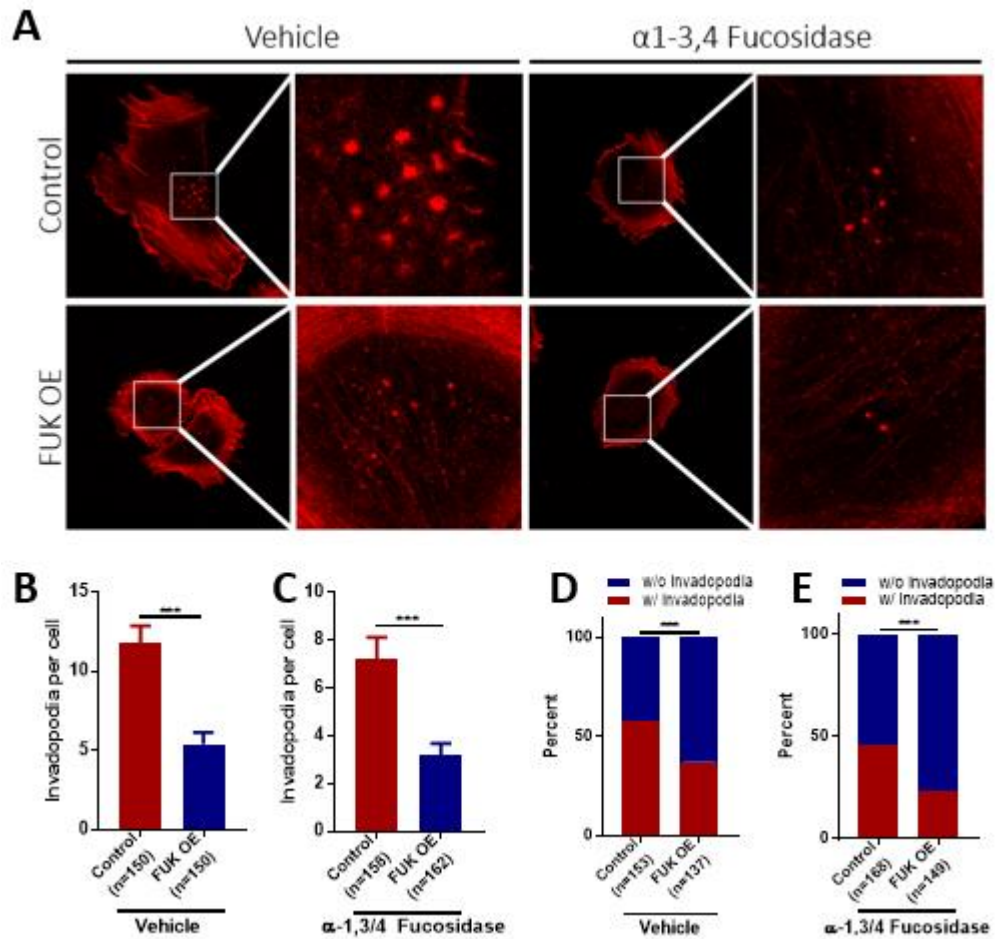 A
Vehicle
α1-3,4 Fucosidase
Control
FUK OE
B
Invadopodia per cell
15
10
5
0
***
Control
(n=150)
FUK OE
(n=150)
Vehicle
C
Invadopodia per cell
10
8
6
4
2
0
***
Control
(n=158)
FUK OE
(n=162)
α-1,3/4 Fucosidase
D
w/o Invadopodia
w/ Invadopodia
***
Percent
100
50
0
Control
(n=153)
FUK OE
(n=137)
Vehicle
E
w/o Invadopodia
w/ Invadopodia
***
Percent
100
50
0
Control
(n=168)
FUK OE
(n=149)
α-1,3/4 Fucosidase